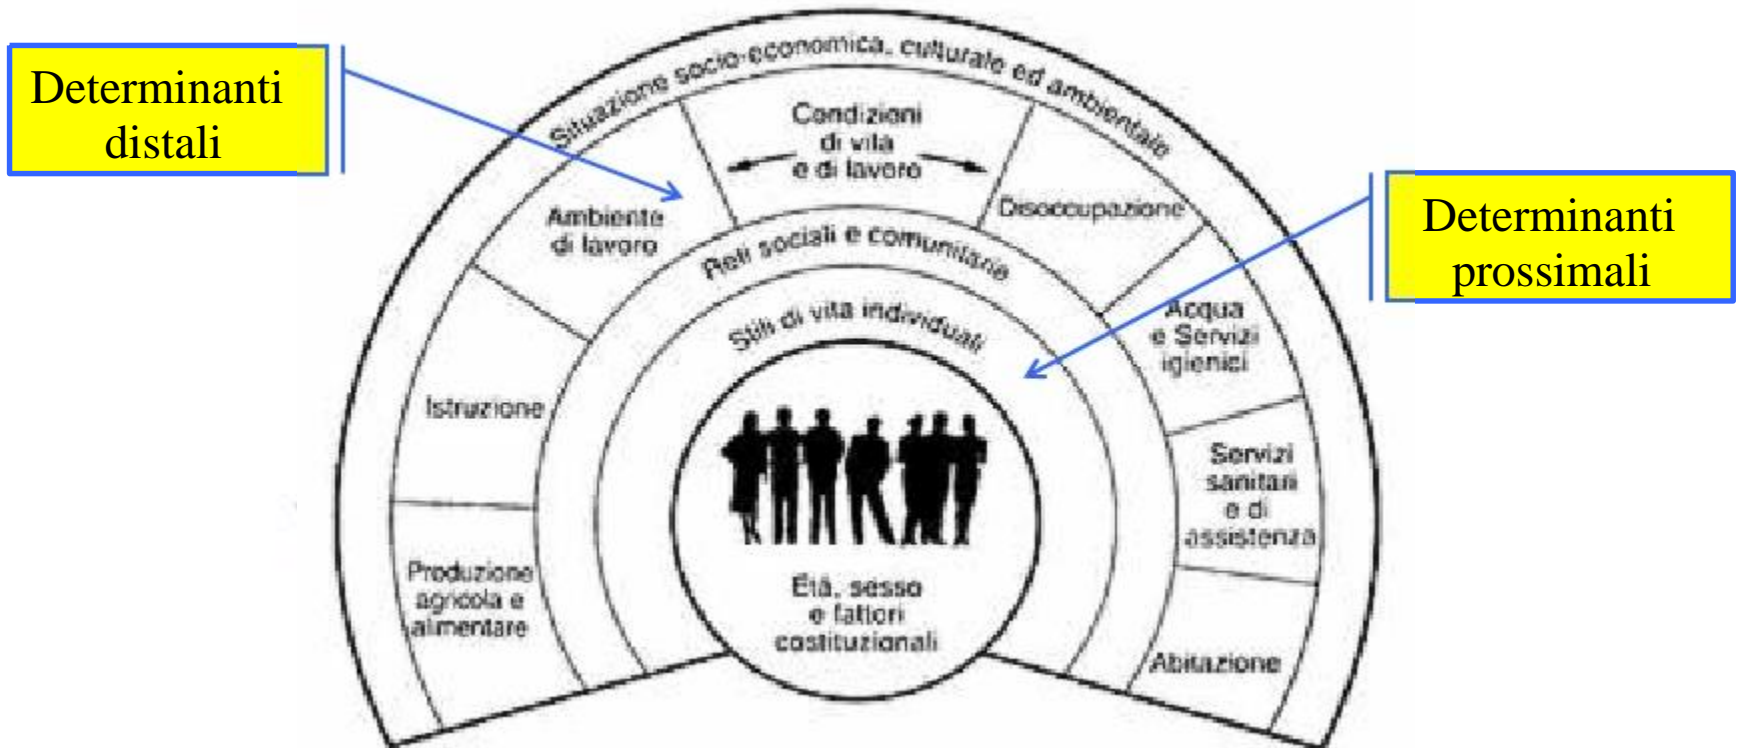 Determinanti
distali
Situazione socio-economica, culturale ed ambientale
Condizioni
di vita
e di lavoro
Ambiente
di lavoro
Disoccupazione
Determinanti
prossimali
Reti sociali e comunitarie
Stili di vita individuali
Acqua
e Servizi
igienici
Istruzione
Servizi
sanitari
e di
assistenza
Produzione
agricola e
alimentare
Età, sesso
e fattori
costituzionali
Abitazione